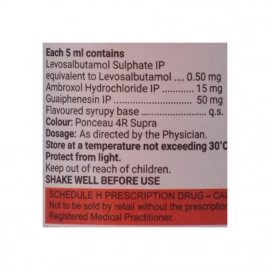 Each 5 ml contains
Levosalbutamol Sulphate IP
equivalent to Levosalbutamol .... 0.50 mg
Ambroxol Hydrochloride IP ........ 15 mg
Guaiphenesin IP ........................ 50 mg
Flavoured syrupy base .................. q.s.
Colour: Ponceau 4R Supra
Dosage: As directed by the Physician.
Store at a temperature not exceeding 30°C
Protect from light.
Keep out of reach of children.
SHAKE WELL BEFORE USE
SCHEDULE H PRESCRIPTION DRUG – CAU
Not to be sold by retail without the prescription
Registered Medical Practitioner.